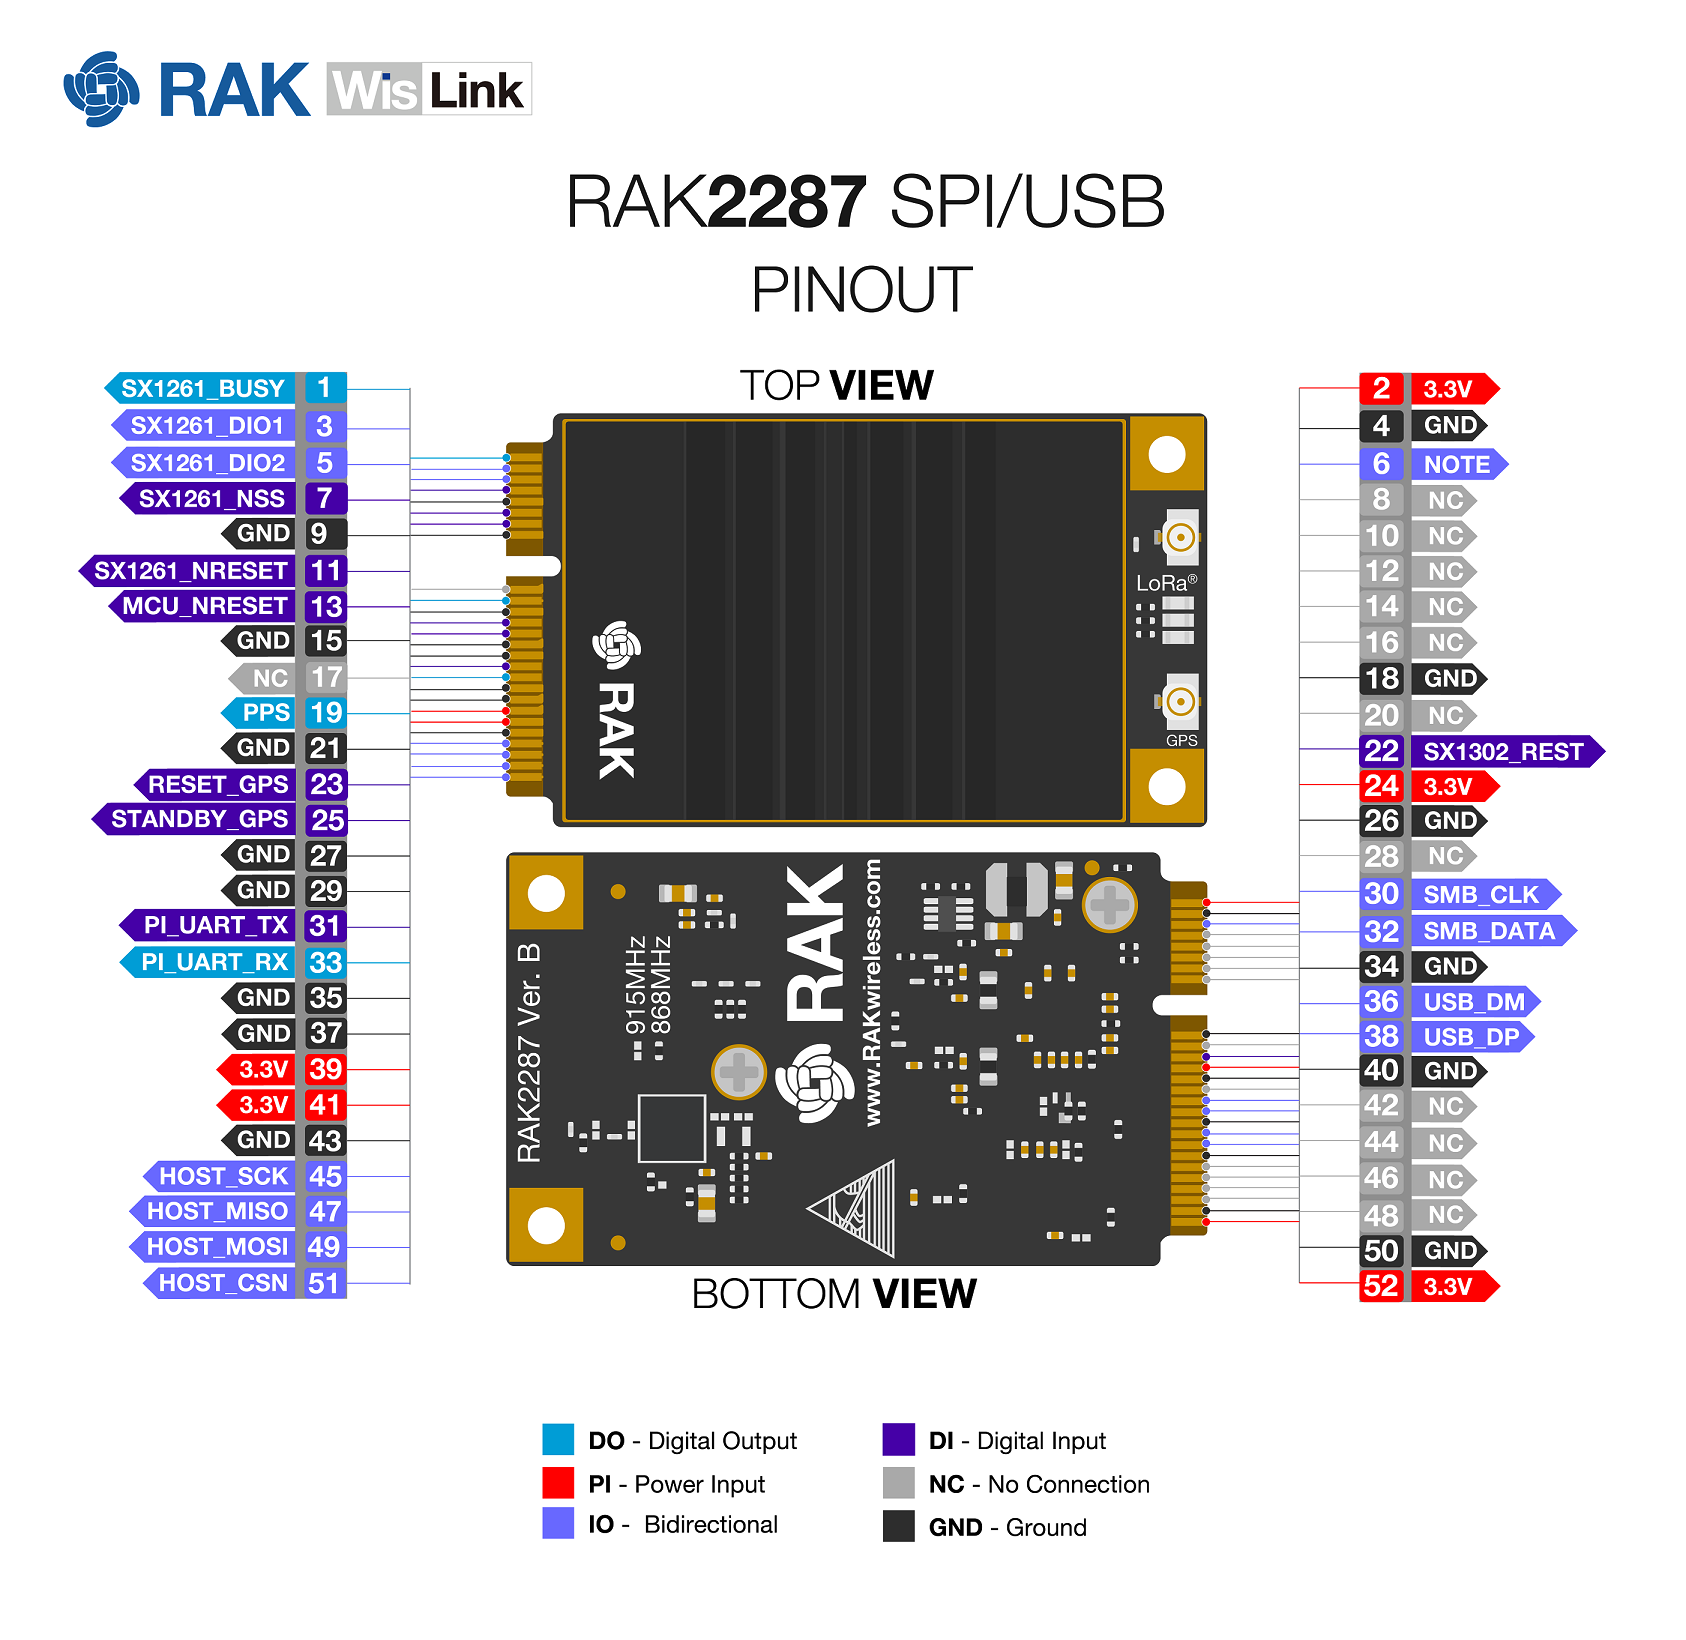 RAK WisLink
RAK2287 SPI/USB
PINOUT
TOP VIEW
SX1261_BUSY 1
SX1261_DIO1 3
SX1261_DIO2 5
SX1261_NSS 7
GND 9
SX1261_NRESET 11
MCU_NRESET 13
GND 15
NC 17
PPS 19
GND 21
RESET_GPS 23
STANDBY_GPS 25
GND 27
GND 29
PI_UART_TX 31
PI_UART_RX 33
GND 35
GND 37
3.3V 39
3.3V 41
GND 43
HOST_SCK 45
HOST_MISO 47
HOST_MOSI 49
HOST_CSN 51
LoRa®
GPS
RAK
RAK2287 Ver. B
915MHz
868MHz
RAK
www.RAKwireless.com
BOTTOM VIEW
2 3.3V
4 GND
6 NOTE
8 NC
10 NC
12 NC
14 NC
16 NC
18 GND
20 NC
22 SX1302_REST
24 3.3V
26 GND
28 NC
30 SMB_CLK
32 SMB_DATA
34 GND
36 USB_DM
38 USB_DP
40 GND
42 NC
44 NC
46 NC
48 NC
50 GND
52 3.3V
DO - Digital Output
PI - Power Input
IO - Bidirectional
DI - Digital Input
NC - No Connection
GND - Ground